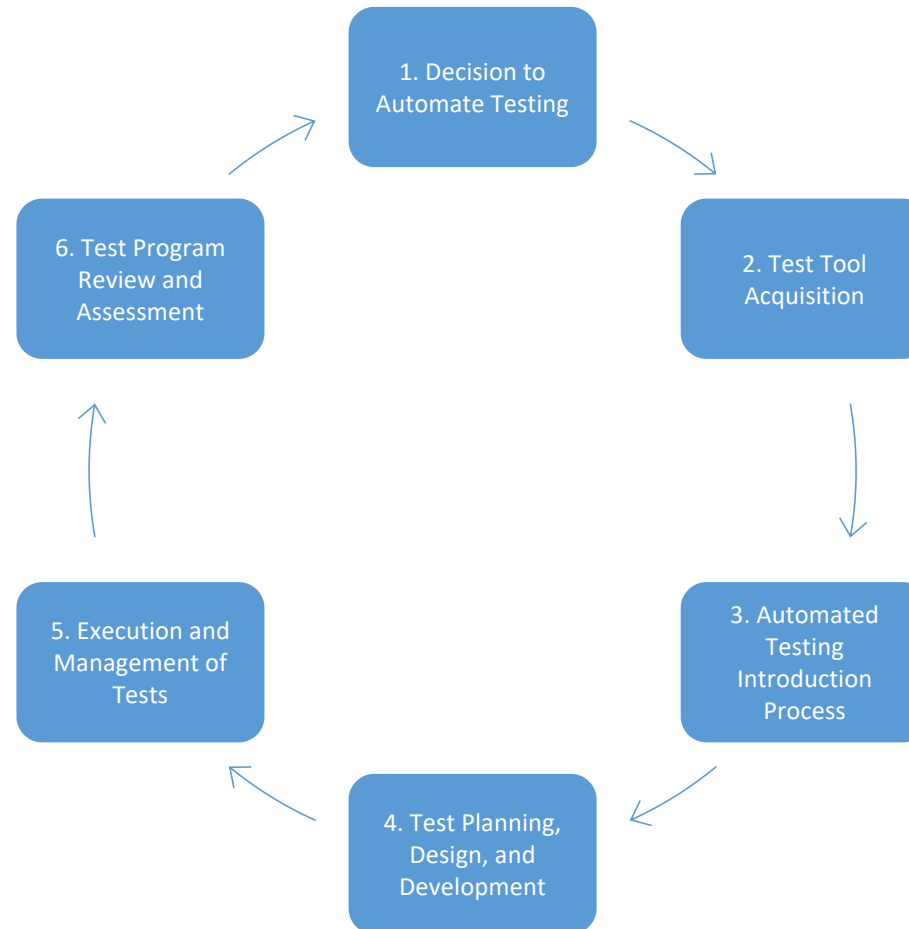 1. Decision to
Automate Testing
2. Test Tool
Acquisition
3. Automated
Testing
Introduction
Process
4. Test Planning,
Design, and
Development
5. Execution and
Management of
Tests
6. Test Program
Review and
Assessment